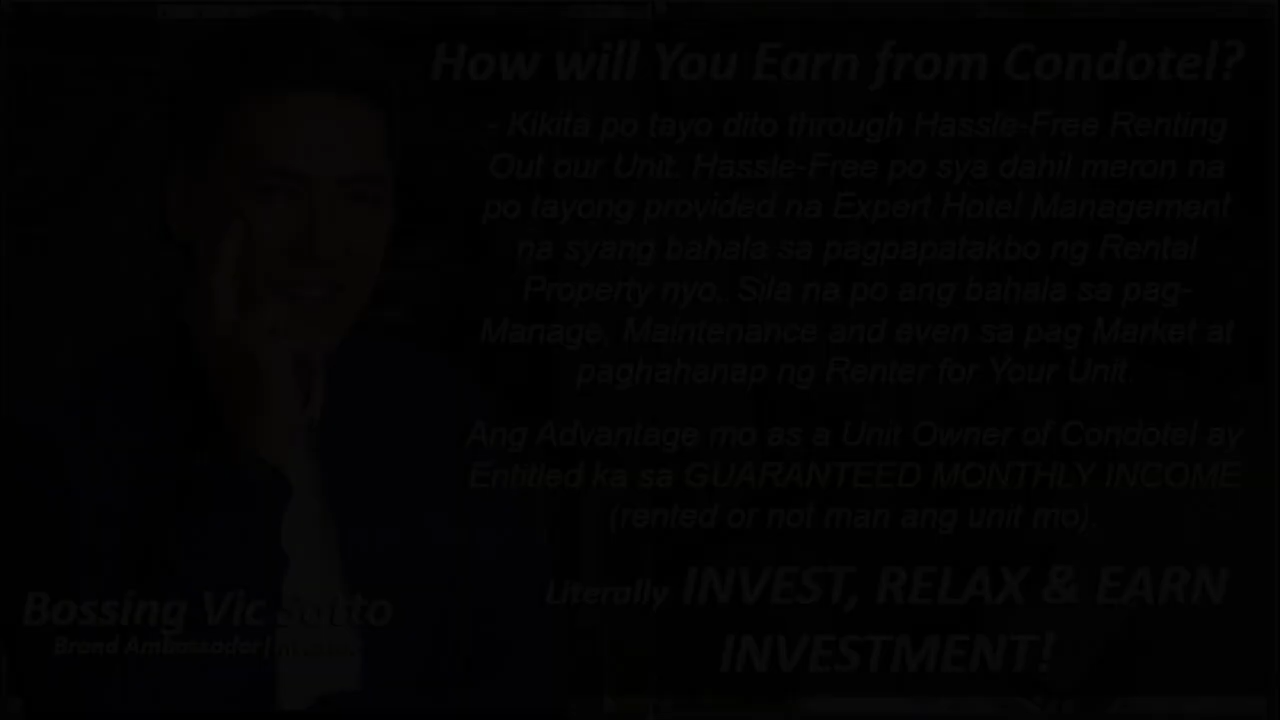 How will You Earn from Condotel?
- Kikita po tayo dito through Hassle-Free Renting
Out our Unit. Hassle-Free po sya dahil meron na
po tayong provided na Expert Hotel Management
na syang bahala sa pagpapatakbo ng Rental
Property nyo. Sila na po ang bahala sa pag-
Manage, Maintenance and even sa pag Market at
paghahanap ng Renter for Your Unit.
Ang Advantage mo as a Unit Owner of Condotel ay
Entitled ka sa GUARANTEED MONTHLY INCOME
(rented or not man ang unit mo).
Literally INVEST, RELAX & EARN
INVESTMENT!
Bossing Vic Sotto
Brand Ambassador